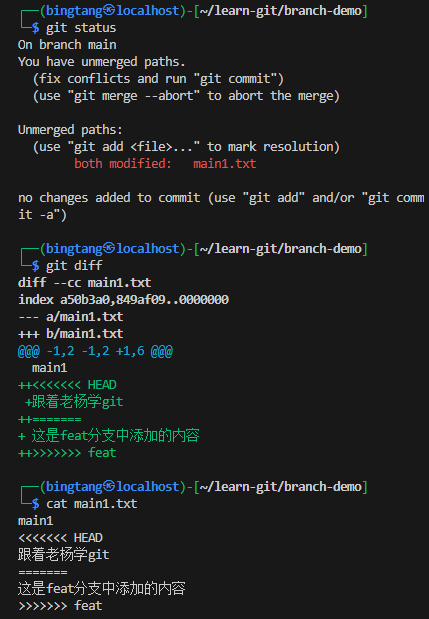 ┌──(bingtang㉿localhost)-[~/learn-git/branch-demo]
└─$ git status
On branch main
You have unmerged paths.
  (fix conflicts and run "git commit")
  (use "git merge --abort" to abort the merge)

Unmerged paths:
  (use "git add <file>..." to mark resolution)
        both modified:   main1.txt

no changes added to commit (use "git add" and/or "git comm
it -a")

┌──(bingtang㉿localhost)-[~/learn-git/branch-demo]
└─$ git diff
diff --cc main1.txt
index a50b3a0,849af09..0000000
--- a/main1.txt
+++ b/main1.txt
@@@ -1,2 -1,2 +1,6 @@@
  main1
++<<<<<<< HEAD
 +跟着老杨学git
++=======
+ 这是feat分支中添加的内容
++>>>>>>> feat

┌──(bingtang㉿localhost)-[~/learn-git/branch-demo]
└─$ cat main1.txt
main1
<<<<<<< HEAD
跟着老杨学git
=======
这是feat分支中添加的内容
>>>>>>> feat